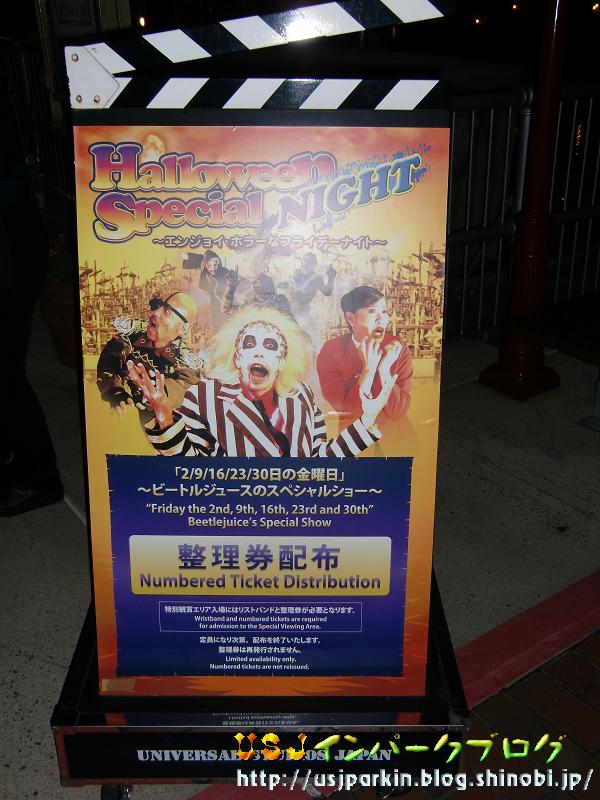 Halloween
Special NIGHT
～エンジョイ・ホラーなフライデーナイト～
「2/9/16/23/30日の金曜日」
～ビートルジュースのスペシャルショー～
"Friday the 2nd, 9th, 16th, 23rd and 30th"
Beetlejuice's Special Show
整理券配布
Numbered Ticket Distribution
特別観賞エリア入場にはリストバンドと整理券が必要となります。
Wristband and numbered tickets are required
for admission to the Special Viewing Area.
定員になり次第、配布を終了いたします。
整理券は再発行されません。
Limited availability only.
Numbered tickets are not reissued.
UNIVERSAL STUDIOS JAPAN
USJインパークブログ
http://usjparkin.blog.shinobi.jp/